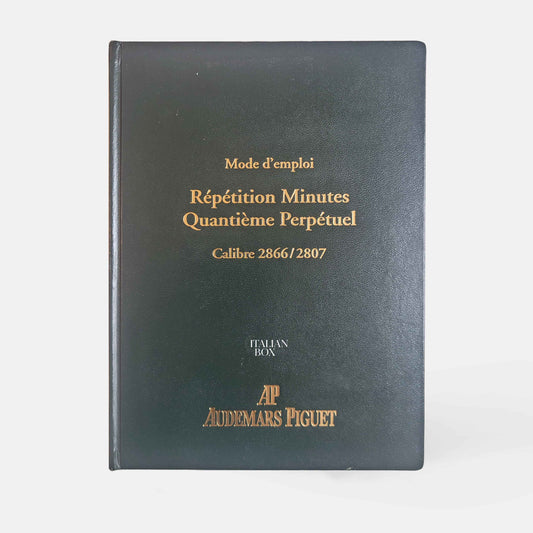 Mode d'emploi
Répétition Minutes
Quantième Perpétuel
Calibre 2866/2807
ITALIAN
BOX
AP
AUDEMARS PIGUET